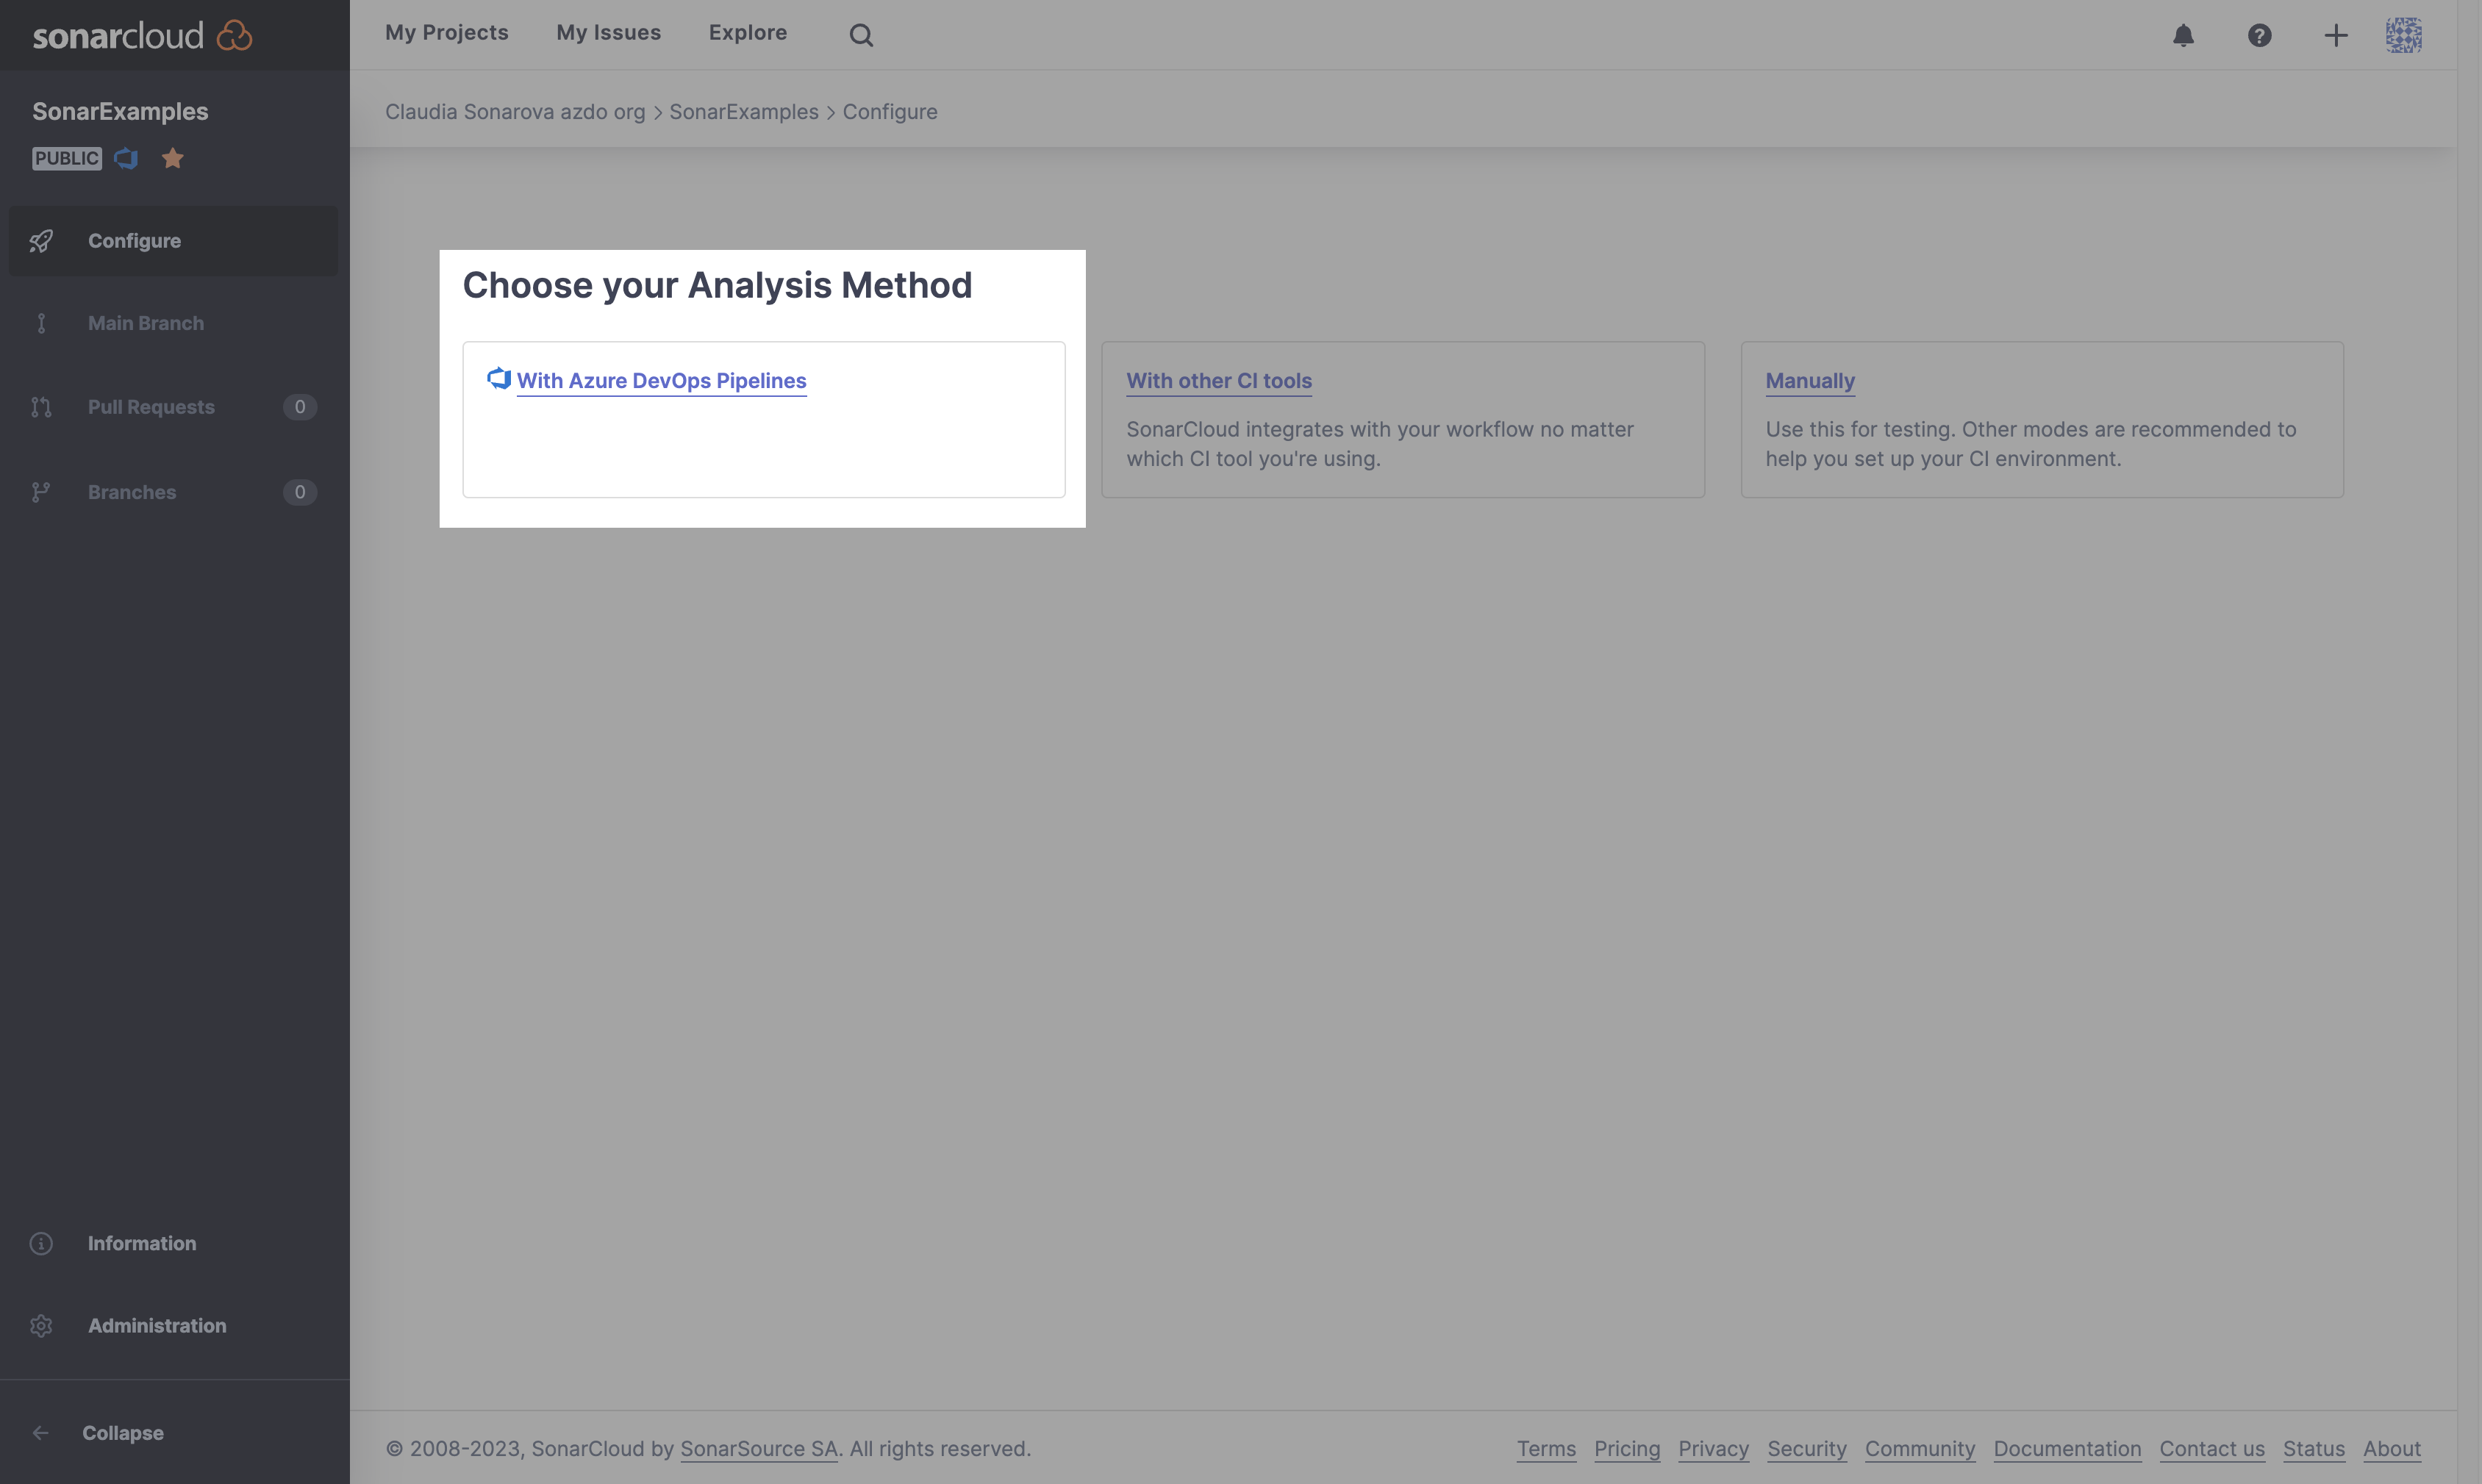 sonarcloud
My Projects My Issues Explore
SonarExamples
PUBLIC
Claudia Sonarova azdo org > SonarExamples > Configure
Configure
Main Branch
Pull Requests 0
Branches 0
Choose your Analysis Method
With Azure DevOps Pipelines
With other CI tools
SonarCloud integrates with your workflow no matter
which CI tool you're using.
Manually
Use this for testing. Other modes are recommended to
help you set up your CI environment.
Information
Administration
Collapse
© 2008-2023, SonarCloud by SonarSource SA. All rights reserved.
Terms Pricing Privacy Security Community Documentation Contact us Status About